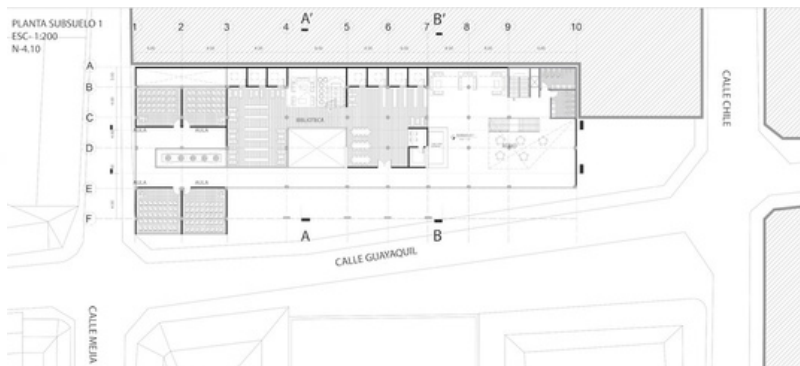 PLANTA SUBSUELO 1
ESC- 1:200
N-4.10
A' B'
1 2 3 4 5 6 7 8 9 10
A
B
C
D
E
F
BIBLIOTECA
AULA AULA
AULA AULA
A B
CALLE GUAYAQUIL
CALLE MEJIA
CALLE CHILE